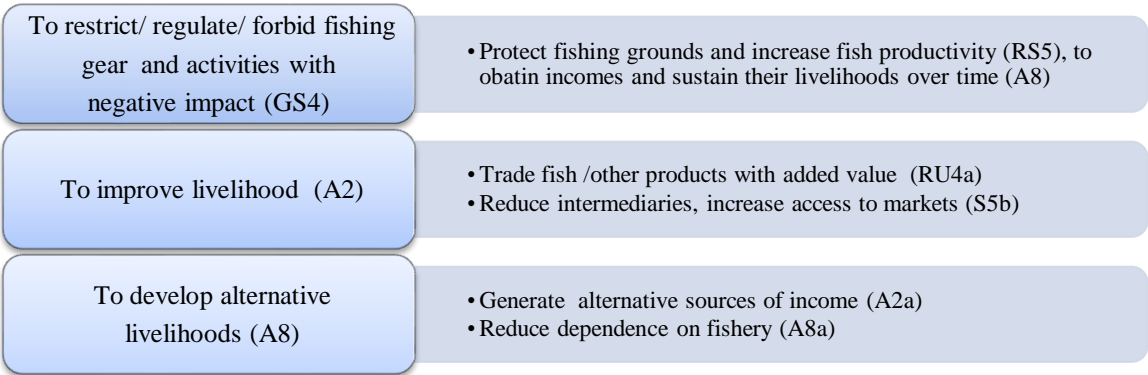 To restrict/ regulate/ forbid fishing
gear and activities with
negative impact (GS4)
• Protect fishing grounds and increase fish productivity (RS5), to
obatin incomes and sustain their livelihoods over time (A8)
To improve livelihood (A2)
• Trade fish /other products with added value (RU4a)
• Reduce intermediaries, increase access to markets (S5b)
To develop alternative
livelihoods (A8)
• Generate alternative sources of income (A2a)
• Reduce dependence on fishery (A8a)